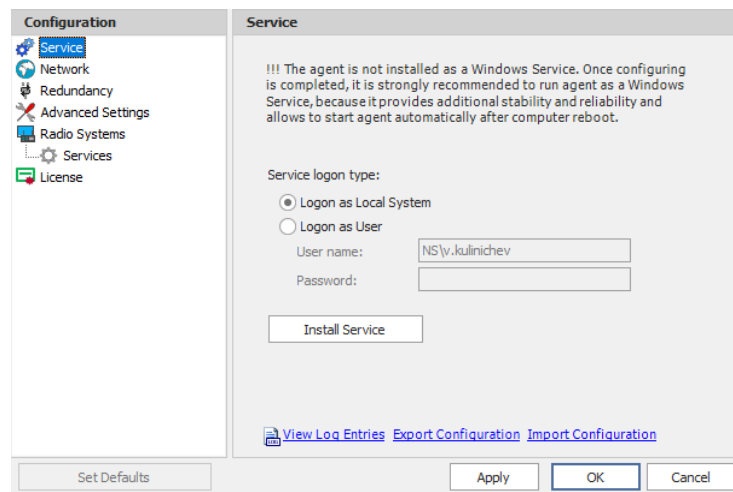 Configuration
Service
Network
Redundancy
Advanced Settings
Radio Systems
Services
License
Service
!!! The agent is not installed as a Windows Service. Once configuring
is completed, it is strongly recommended to run agent as a Windows
Service, because it provides additional stability and reliability and
allows to start agent automatically after computer reboot.
Service logon type:
Logon as Local System
Logon as User
User name:
NS\v.kulinichev
Password:
Install Service
LOG
View Log Entries Export Configuration Import Configuration
Set Defaults
Apply
OK
Cancel